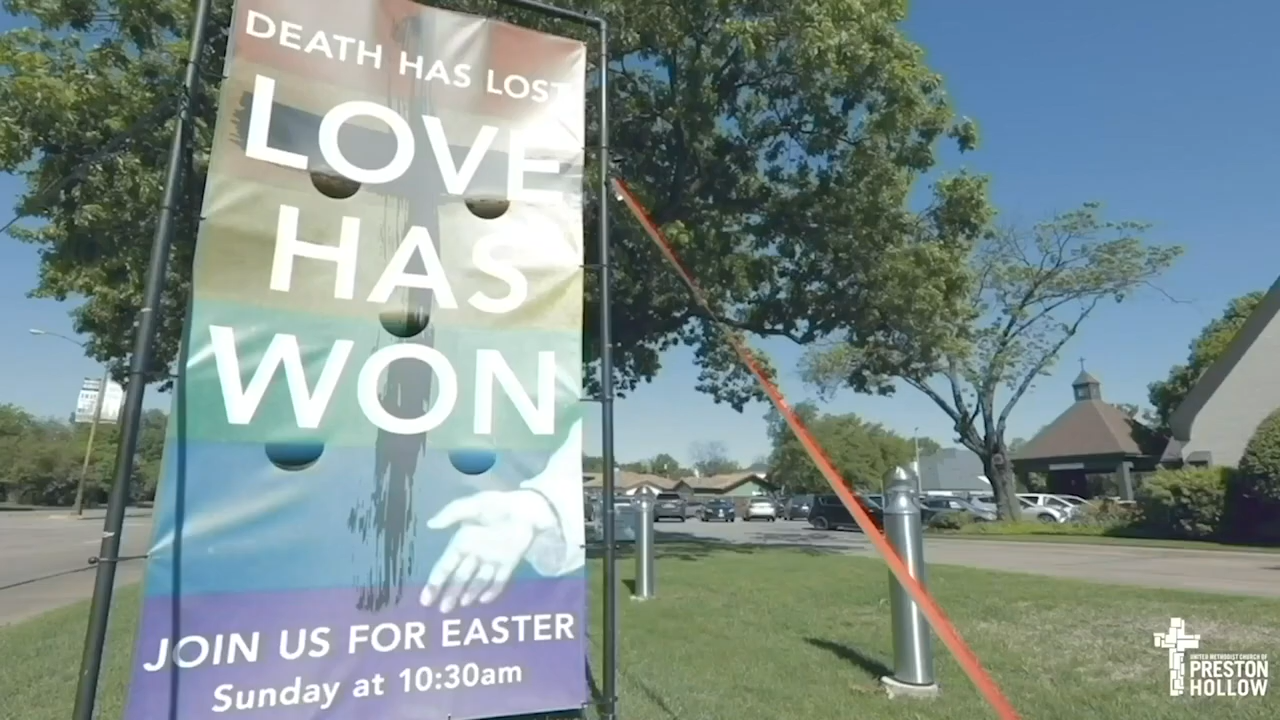 DEATH HAS LOST
LOVE
HAS
WON
JOIN US FOR EASTER
Sunday at 10:30am
UNITED METHODIST CHURCH OF
PRESTON
HOLLOW